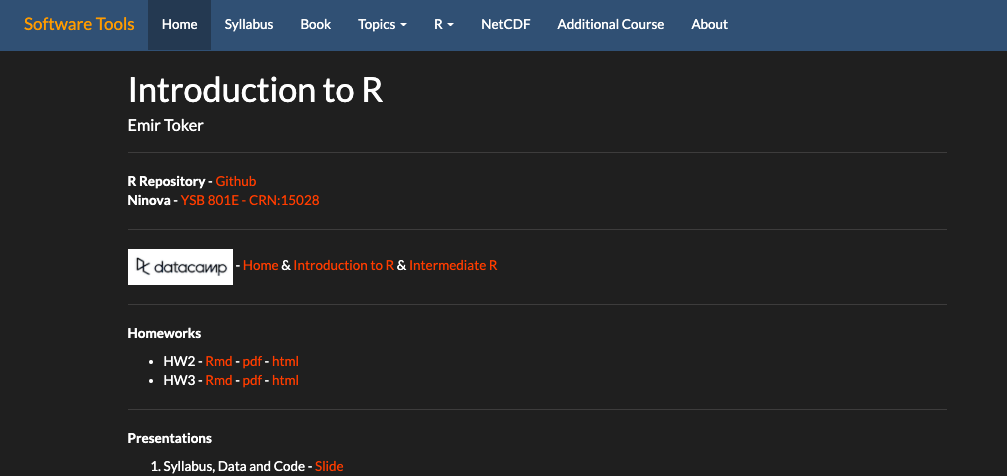 Software Tools Home Syllabus Book Topics R NetCDF Additional Course About
Introduction to R
Emir Toker
R Repository - Github
Ninova - YSB 801E - CRN:15028
datacamp - Home & Introduction to R & Intermediate R
Homeworks
• HW2 - Rmd - pdf - html
• HW3 - Rmd - pdf - html
Presentations
1. Syllabus, Data and Code - Slide